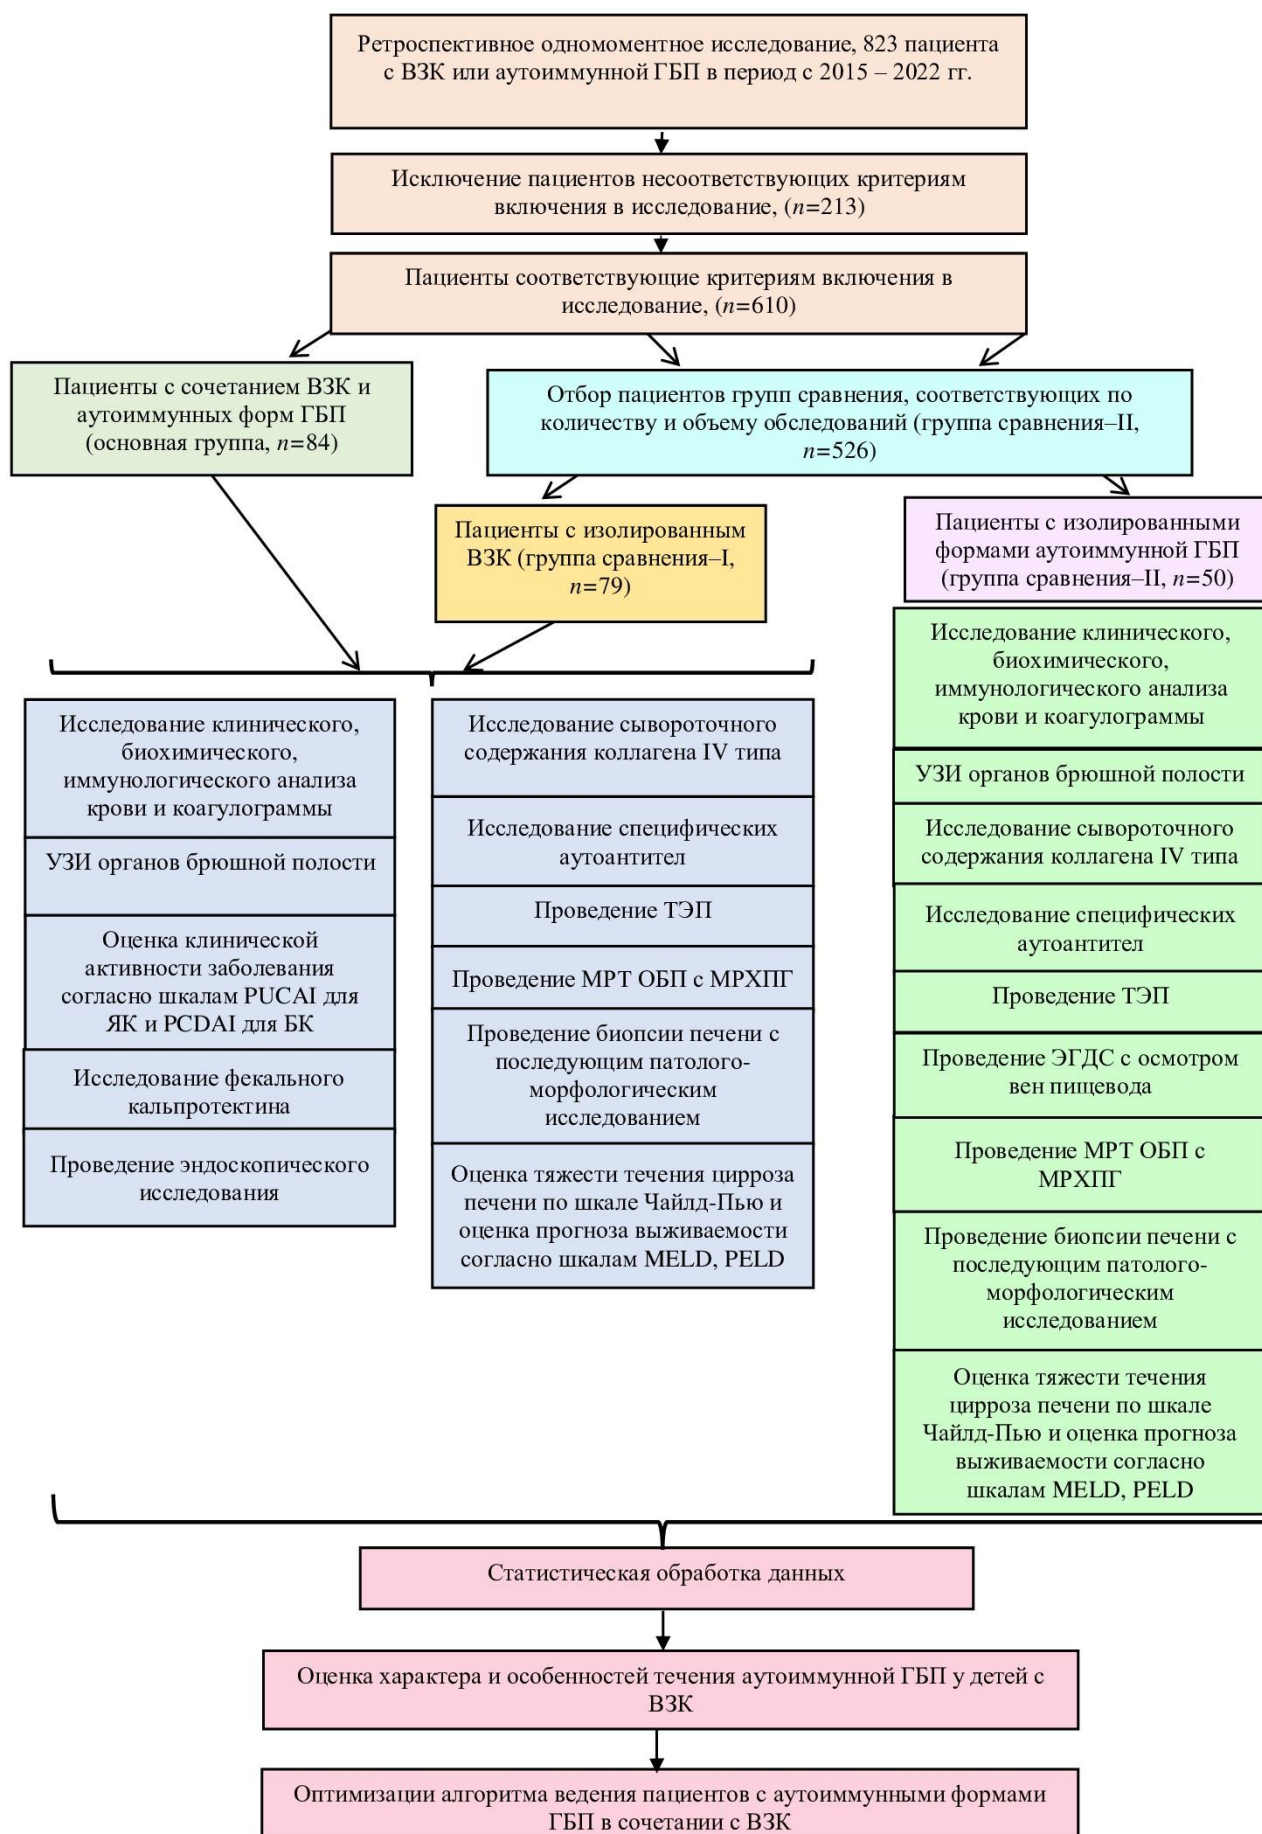 Ретроспективное одномоментное исследование, 823 пациента
с ВЗК или аутоиммунной ГБП в период с 2015 – 2022 гг.
Исключение пациентов несоответствующих критериям
включения в исследование, (n=213)
Пациенты соответствующие критериям включения в
исследование, (n=610)
Пациенты с сочетанием ВЗК и
аутоиммунных форм ГБП
(основная группа, n=84)
Отбор пациентов групп сравнения, соответствующих по
количеству и объему обследований (группа сравнения–II,
n=526)
Пациенты с изолированным
ВЗК (группа сравнения–I,
n=79)
Пациенты с изолированными
формами аутоиммунной ГБП
(группа сравнения–II, n=50)
Исследование клинического,
биохимического,
иммунологического анализа
крови и коагулограммы
УЗИ органов брюшной полости
Оценка клинической
активности заболевания
согласно шкалам PUCAI для
ЯК и PCDAI для БК
Исследование фекального
кальпротектина
Проведение эндоскопического
исследования
Исследование сывороточного
содержания коллагена IV типа
Исследование специфических
аутоантител
Проведение ТЭП
Проведение МРТ ОБП с МРХПГ
Проведение биопсии печени с
последующим патолого-
морфологическим
исследованием
Оценка тяжести течения цирроза
печени по шкале Чайлд-Пью и
оценка прогноза выживаемости
согласно шкалам MELD, PELD
Исследование клинического,
биохимического,
иммунологического анализа
крови и коагулограммы
УЗИ органов брюшной полости
Исследование сывороточного
содержания коллагена IV типа
Исследование специфических
аутоантител
Проведение ТЭП
Проведение ЭГДС с осмотром
вен пищевода
Проведение МРТ ОБП с
МРХПГ
Проведение биопсии печени с
последующим патолого-
морфологическим
исследованием
Оценка тяжести течения
цирроза печени по шкале
Чайлд-Пью и оценка прогноза
выживаемости согласно
шкалам MELD, PELD
Статистическая обработка данных
Оценка характера и особенностей течения аутоиммунной ГБП у детей с
ВЗК
Оптимизации алгоритма ведения пациентов с аутоиммунными формами
ГБП в сочетании с ВЗК